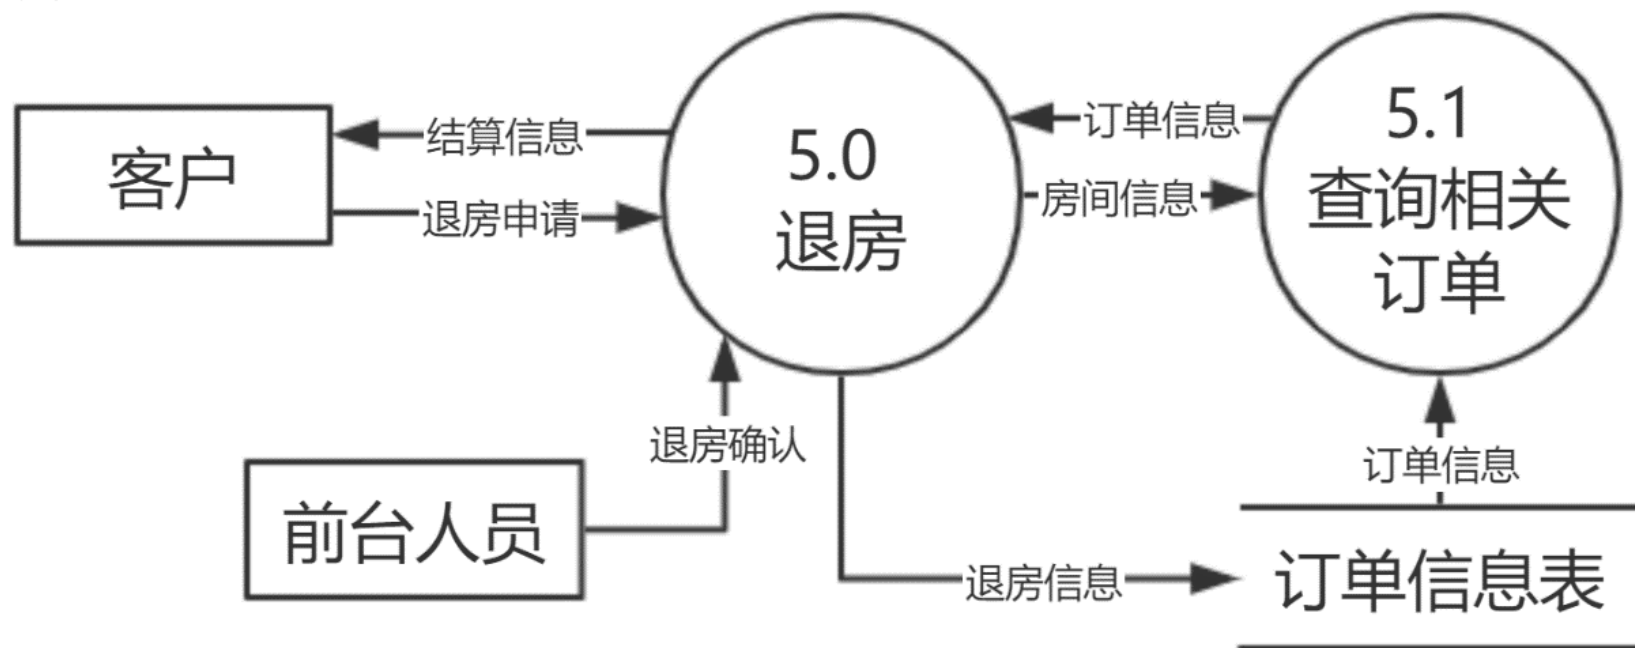 客户
结算信息
退房申请
5.0
退房
订单信息
房间信息
5.1
查询相关
订单
退房确认
前台人员
退房信息
订单信息
订单信息表